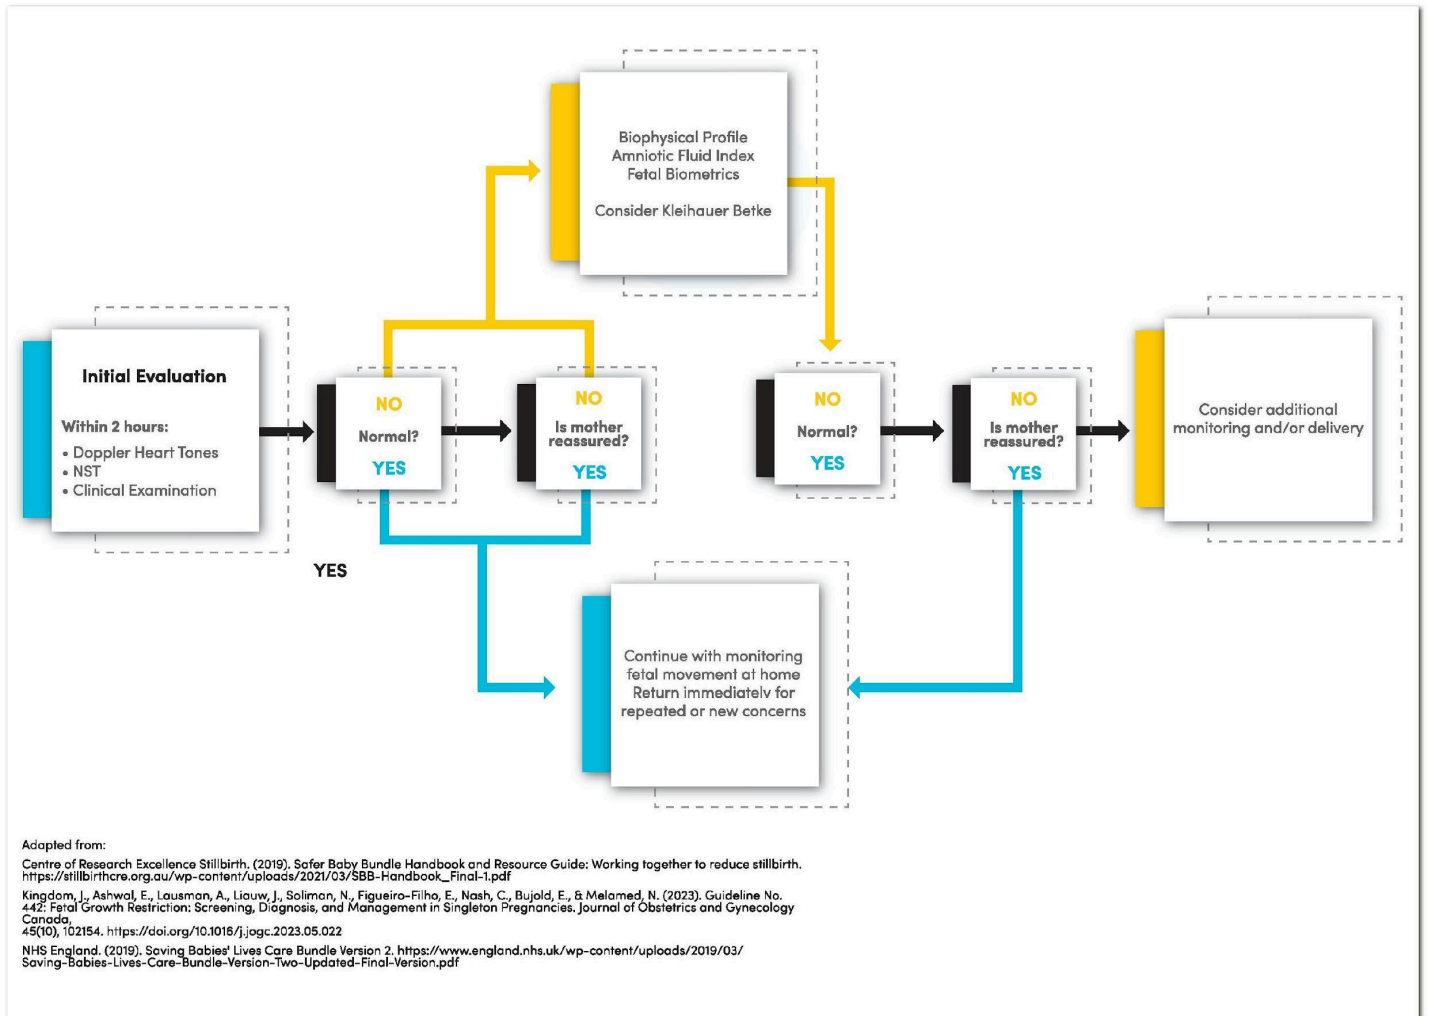 Biophysical Profile
Amniotic Fluid Index
Fetal Biometrics
Consider Kleihauer Betke
Initial Evaluation
Within 2 hours:
• Doppler Heart Tones
• NST
• Clinical Examination
NO
Normal?
YES
NO
Is mother
reassured?
YES
NO
Normal?
YES
NO
Is mother
reassured?
YES
Consider additional
monitoring and/or delivery
YES
Continue with monitoring
fetal movement at home
Return immediately for
repeated or new concerns
Adapted from:
Centre of Research Excellence Stillbirth. (2019). Safer Baby Bundle Handbook and Resource Guide: Working together to reduce stillbirth.
https://stillbirthcre.org.au/wp-content/uploads/2021/03/SBB-Handbook_Final-1.pdf
Kingdom, J., Ashwal, E., Lausman, A., Liauw, J., Soliman, N., Figueiro-Filho, E., Nash, C., Bujold, E., & Melamed, N. (2023). Guideline No.
442: Fetal Growth Restriction: Screening, Diagnosis, and Management in Singleton Pregnancies. Journal of Obstetrics and Gynecology
Canada,
45(10), 102154. https://doi.org/10.1016/j.jogc.2023.05.022
NHS England. (2019). Saving Babies' Lives Care Bundle Version 2. https://www.england.nhs.uk/wp-content/uploads/2019/03/
Saving-Babies-Lives-Care-Bundle-Version-Two-Updated-Final-Version.pdf